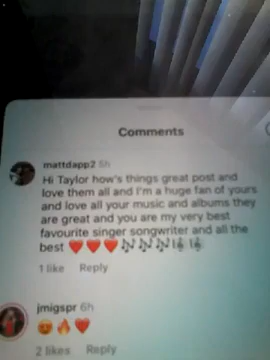 Comments
mattdapp2 5h
Hi Taylor how's things great post and
love them all and I'm a huge fan of yours
and love all your music and albums they
are great and you are my very best
favourite singer songwriter and all the
best ❤️❤️❤️🎶🎶🎶🎼🎼
1 like Reply
jmigspr 6h
😍🔥❤️
2 likes Reply